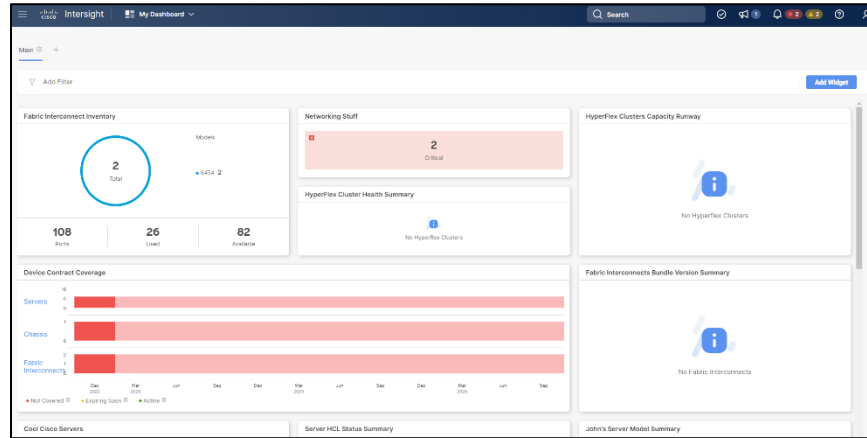 cisco Intersight My Dashboard Search 1 2 2
Main +
Add Filter Add Widget
Fabric Interconnect Inventory
2
Total
Models
6454 2
108
Ports
26
Used
82
Available
Networking Stuff
2
Critical
HyperFlex Cluster Health Summary
No Hyperflex Clusters
HyperFlex Clusters Capacity Runway
No Hyperflex Clusters
Device Contract Coverage
Servers
Chassis
Fabric
Interconnects
Dec Mar Jun Sep Dec Mar Jun Sep Dec Mar Jun Sep
2022 2023 2024 2025
Not Covered Expiring Soon Active
Fabric Interconnects Bundle Version Summary
No Fabric Interconnects
Cool Cisco Servers
Server HCL Status Summary
John's Server Model Summary